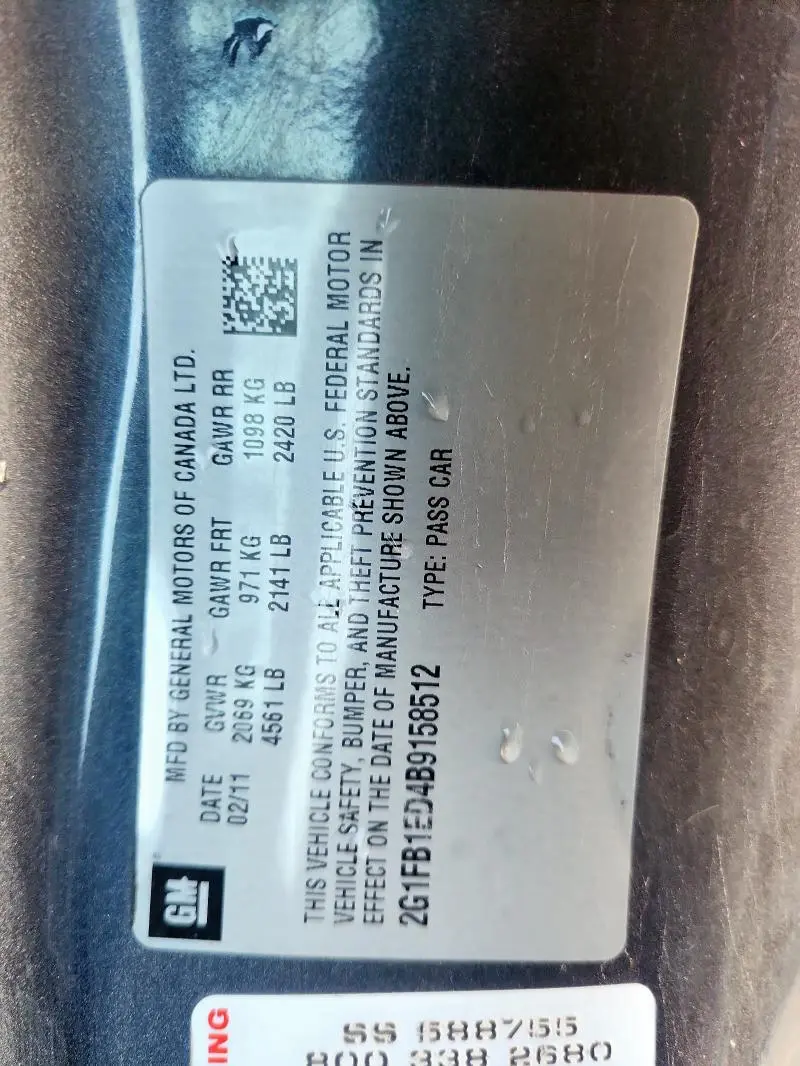 GM
MFD BY GENERAL MOTORS OF CANADA LTD.
DATE GVWR GAWR FRT GAWR RR
02/11 2069 KG 971 KG 1098 KG
4561 LB 2141 LB 2420 LB
THIS VEHICLE CONFORMS TO ALL APPLICABLE U.S. FEDERAL MOTOR
VEHICLE SAFETY, BUMPER, AND THEFT PREVENTION STANDARDS IN
EFFECT ON THE DATE OF MANUFACTURE SHOWN ABOVE.
2G1FB1ED4B9158512 TYPE: PASS CAR
ING
SS 588755
800 338 2680